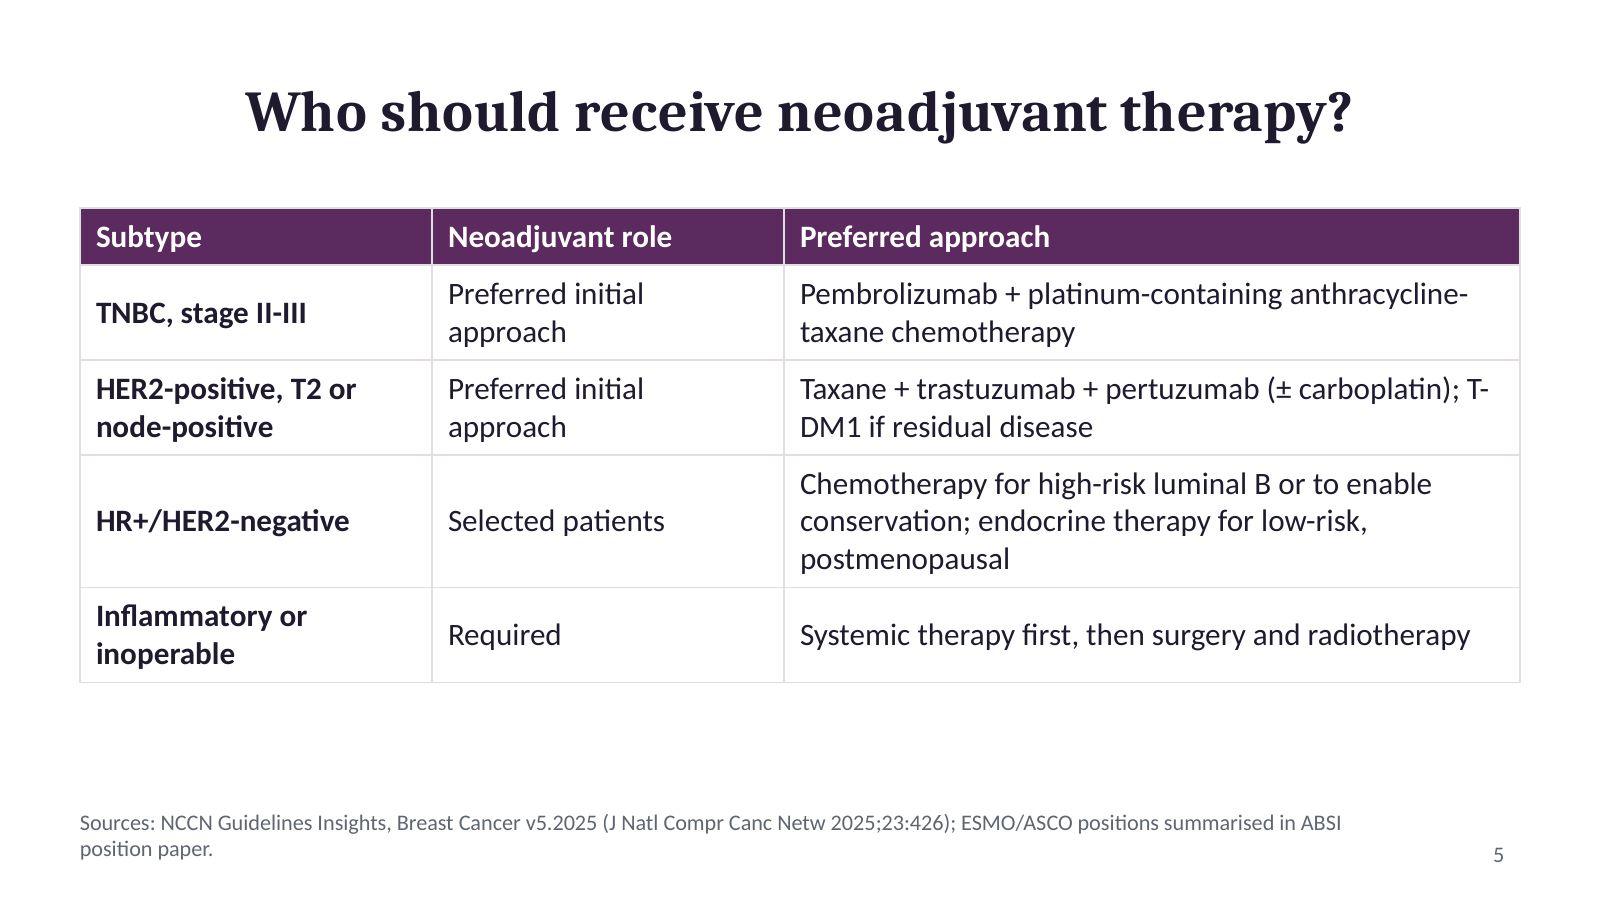 Who should receive neoadjuvant therapy?
Subtype
Neoadjuvant role
Preferred approach
TNBC, stage II-III
Preferred initial
approach
Pembrolizumab + platinum-containing anthracycline-
taxane chemotherapy
HER2-positive, T2 or
node-positive
Preferred initial
approach
Taxane + trastuzumab + pertuzumab (± carboplatin); T-
DM1 if residual disease
HR+/HER2-negative
Selected patients
Chemotherapy for high-risk luminal B or to enable
conservation; endocrine therapy for low-risk,
postmenopausal
Inflammatory or
inoperable
Required
Systemic therapy first, then surgery and radiotherapy
Sources: NCCN Guidelines Insights, Breast Cancer v5.2025 (J Natl Compr Canc Netw 2025;23:426); ESMO/ASCO positions summarised in ABSI
position paper.
5